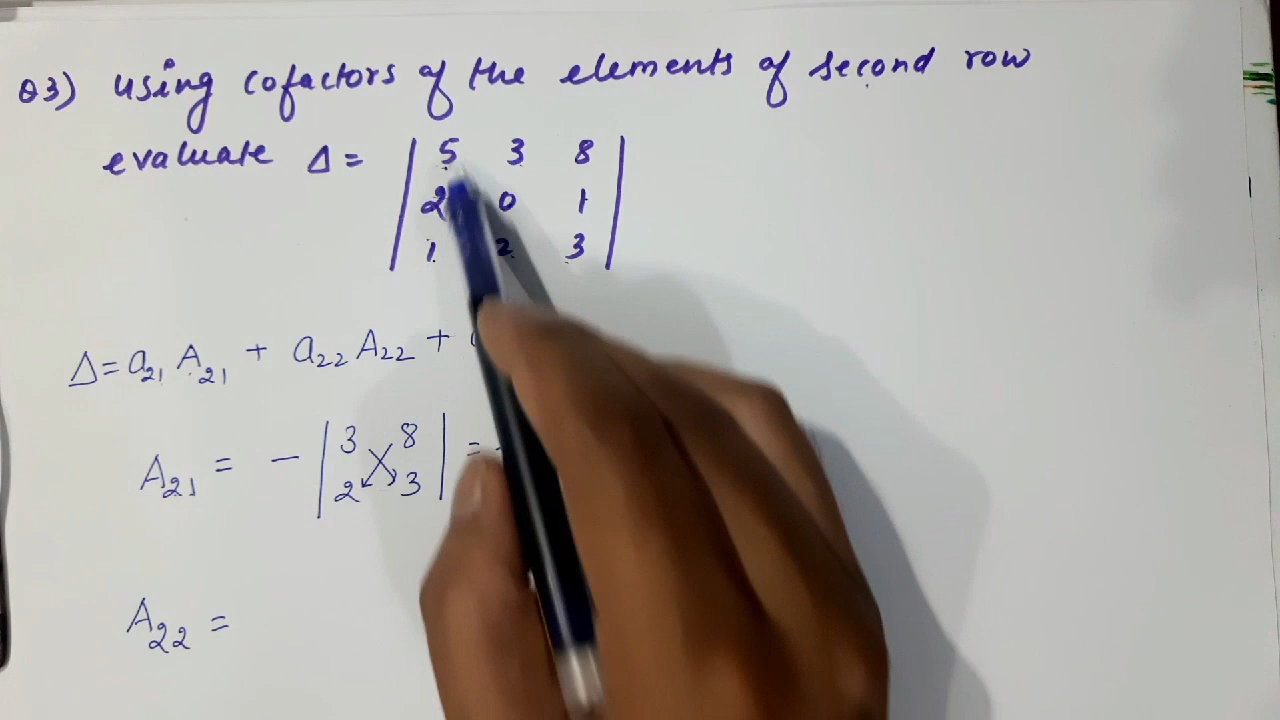 Q3) using cofactors of the elements of second row
evaluate Δ = | 5 3 8 |
| 2 0 1 |
| 1 2 3 |
Δ = a₂₁ A₂₁ + a₂₂ A₂₂ +
A₂₁ = - | 3 8 | =
| 2 3 |
A₂₂ =